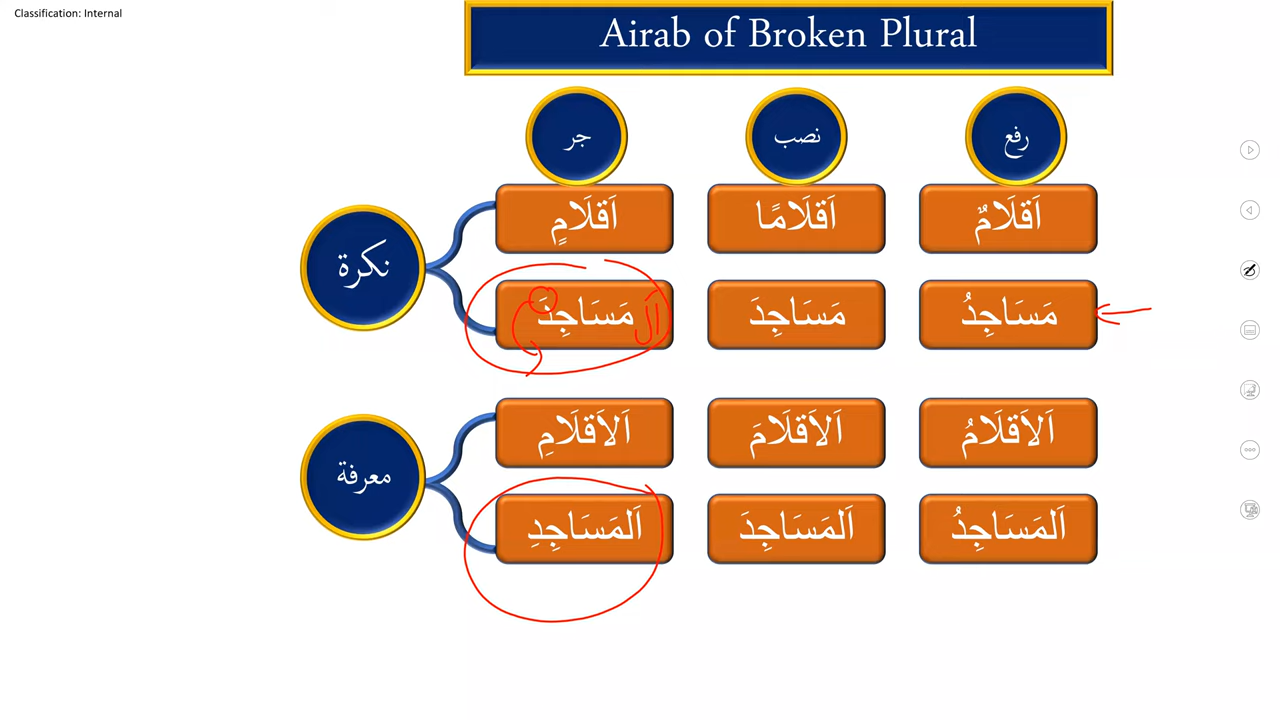 Classification: Internal
Airab of Broken Plural
رفع
نصب
جر
نكرة
اَقلَامٌ
اَقلَامًا
اَقلَامٍ
مَسَاجِدُ
مَسَاجِدَ
مَسَاجِدَ
اَل
معرفة
اَلاَقلَامُ
اَلاَقلَامَ
اَلاَقلَامِ
اَلمَسَاجِدُ
اَلمَسَاجِدَ
اَلمَسَاجِدِ